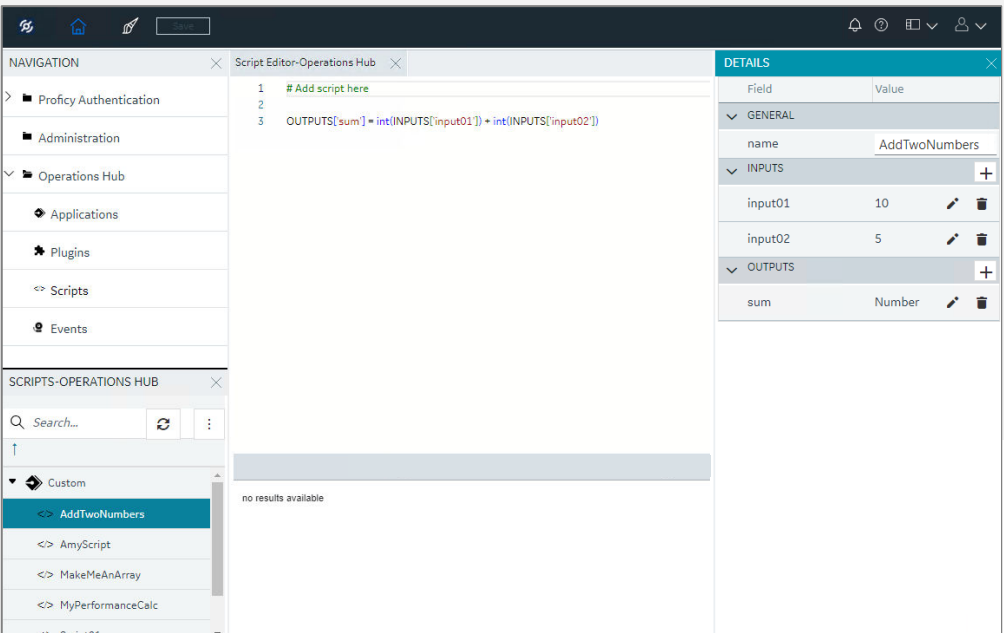 Save
NAVIGATION
Proficy Authentication
Administration
Operations Hub
Applications
Plugins
</> Scripts
Events
SCRIPTS-OPERATIONS HUB
Search...
Custom
</> AddTwoNumbers
</> AmyScript
</> MakeMeAnArray
</> MyPerformanceCalc
Script Editor-Operations Hub
1 # Add script here
2
3 OUTPUTS['sum'] = int(INPUTS['input01']) + int(INPUTS['input02'])
no results available
DETAILS
Field Value
GENERAL
name AddTwoNumbers
INPUTS
input01 10
input02 5
OUTPUTS
sum Number